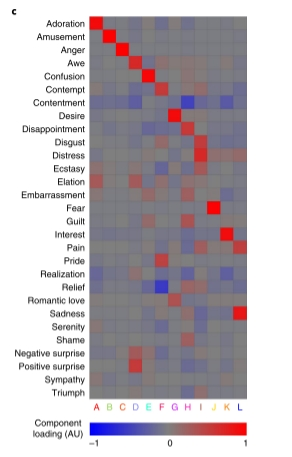 c
Adoration
Amusement
Anger
Awe
Confusion
Contempt
Contentment
Desire
Disappointment
Disgust
Distress
Ecstasy
Elation
Embarrassment
Fear
Guilt
Interest
Pain
Pride
Realization
Relief
Romantic love
Sadness
Serenity
Shame
Negative surprise
Positive surprise
Sympathy
Triumph
A B C D E F G H I J K L
Component
loading (AU)
−1 0 1